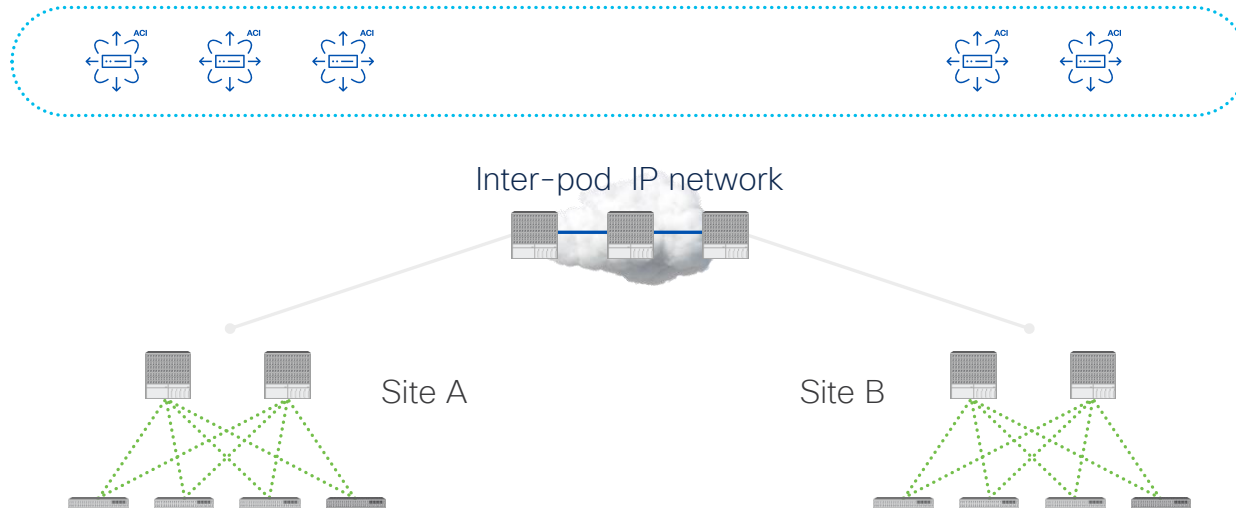 ACI
ACI
ACI
ACI
ACI
Inter-pod IP network
Site A
Site B